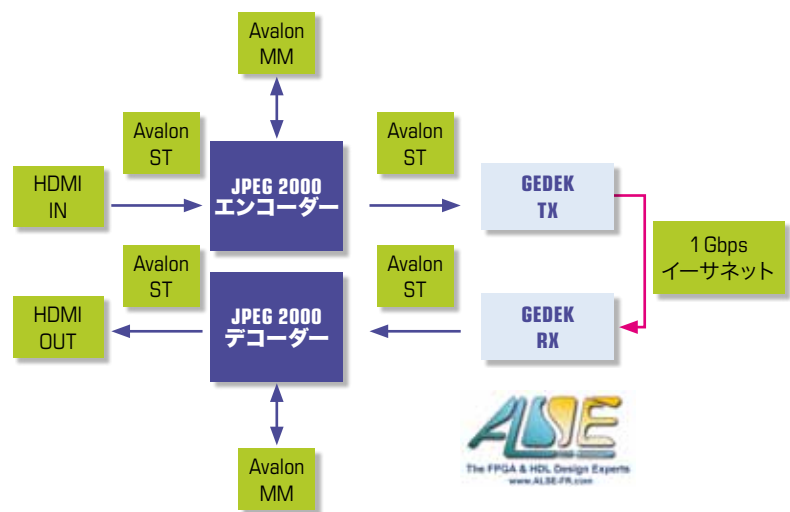 Avalon
MM
Avalon
ST
Avalon
ST
HDMI
IN
JPEG 2000
エンコーダー
GEDEK
TX
1 Gbps
イーサネット
Avalon
ST
Avalon
ST
HDMI
OUT
JPEG 2000
デコーダー
GEDEK
RX
Avalon
MM
ALSE
The FPGA & HDL Design Experts
www.ALSE-FR.com